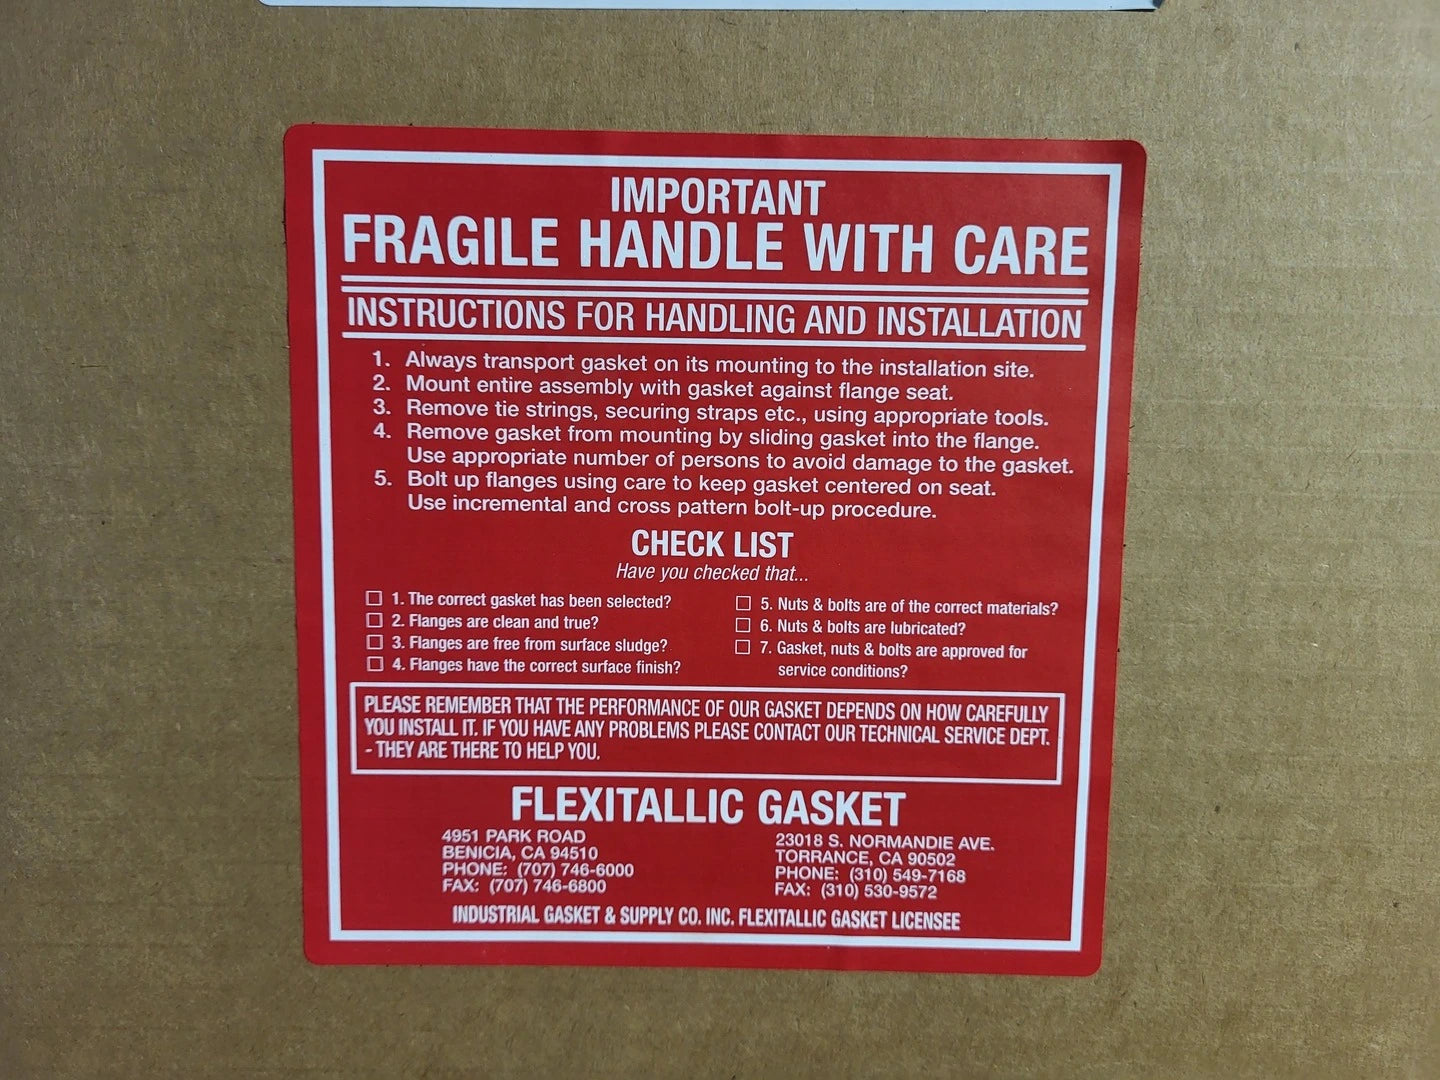 IMPORTANT
FRAGILE HANDLE WITH CARE
INSTRUCTIONS FOR HANDLING AND INSTALLATION
1. Always transport gasket on its mounting to the installation site.
2. Mount entire assembly with gasket against flange seat.
3. Remove tie strings, securing straps etc., using appropriate tools.
4. Remove gasket from mounting by sliding gasket into the flange.
Use appropriate number of persons to avoid damage to the gasket.
5. Bolt up flanges using care to keep gasket centered on seat.
Use incremental and cross pattern bolt-up procedure.
CHECK LIST
Have you checked that...
1. The correct gasket has been selected?
2. Flanges are clean and true?
3. Flanges are free from surface sludge?
4. Flanges have the correct surface finish?
5. Nuts & bolts are of the correct materials?
6. Nuts & bolts are lubricated?
7. Gasket, nuts & bolts are approved for
service conditions?
PLEASE REMEMBER THAT THE PERFORMANCE OF OUR GASKET DEPENDS ON HOW CAREFULLY
YOU INSTALL IT. IF YOU HAVE ANY PROBLEMS PLEASE CONTACT OUR TECHNICAL SERVICE DEPT.
- THEY ARE THERE TO HELP YOU.
FLEXITALLIC GASKET
4951 PARK ROAD
BENICIA, CA 94510
PHONE: (707) 746-6000
FAX: (707) 746-6800
23018 S. NORMANDIE AVE.
TORRANCE, CA 90502
PHONE: (310) 549-7168
FAX: (310) 530-9572
INDUSTRIAL GASKET & SUPPLY CO. INC. FLEXITALLIC GASKET LICENSEE